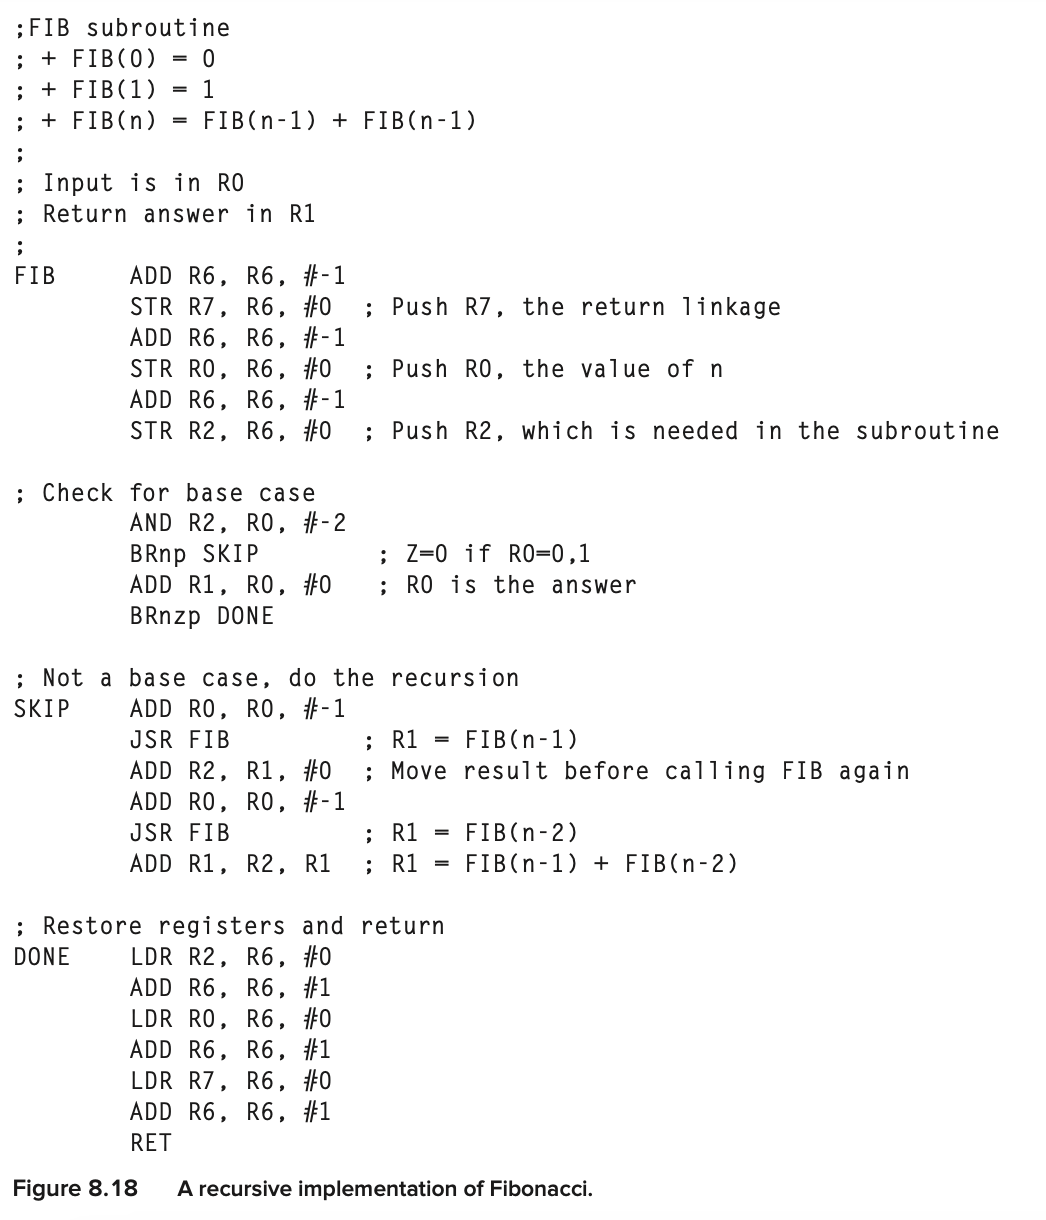 ;FIB subroutine
; + FIB(0) = 0
; + FIB(1) = 1
; + FIB(n) = FIB(n-1) + FIB(n-1)
;
; Input is in R0
; Return answer in R1
;
FIB     ADD R6, R6, #-1
        STR R7, R6, #0  ; Push R7, the return linkage
        ADD R6, R6, #-1
        STR R0, R6, #0  ; Push R0, the value of n
        ADD R6, R6, #-1
        STR R2, R6, #0  ; Push R2, which is needed in the subroutine

; Check for base case
        AND R2, R0, #-2
        BRnp SKIP        ; Z=0 if R0=0,1
        ADD R1, R0, #0   ; R0 is the answer
        BRnzp DONE

; Not a base case, do the recursion
SKIP    ADD R0, R0, #-1
        JSR FIB         ; R1 = FIB(n-1)
        ADD R2, R1, #0  ; Move result before calling FIB again
        ADD R0, R0, #-1
        JSR FIB         ; R1 = FIB(n-2)
        ADD R1, R2, R1  ; R1 = FIB(n-1) + FIB(n-2)

; Restore registers and return
DONE    LDR R2, R6, #0
        ADD R6, R6, #1
        LDR R0, R6, #0
        ADD R6, R6, #1
        LDR R7, R6, #0
        ADD R6, R6, #1
        RET
Figure 8.18 A recursive implementation of Fibonacci.